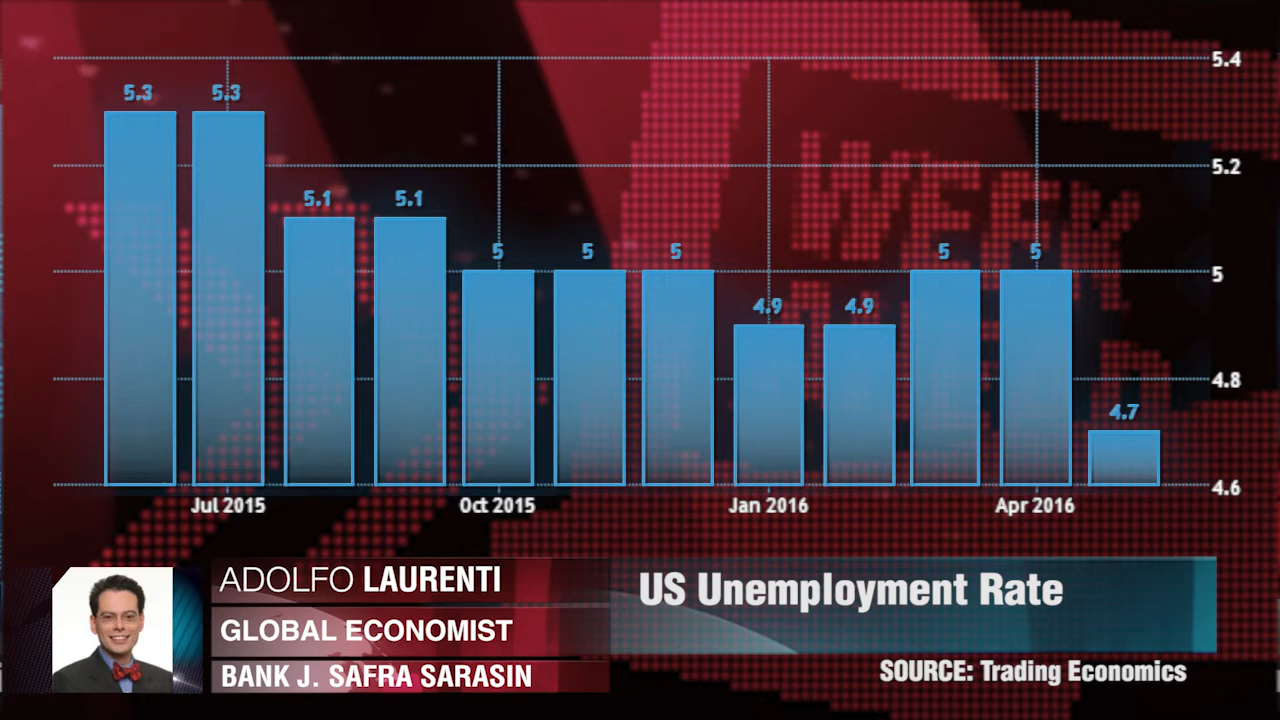 5.4
5.3 5.3
5.2
5.1 5.1
5 5 5 5 5
5
4.9 4.9
4.8
4.7
4.6
Jul 2015 Oct 2015 Jan 2016 Apr 2016
ADOLFO LAURENTI
GLOBAL ECONOMIST
BANK J. SAFRA SARASIN
US Unemployment Rate
SOURCE: Trading Economics